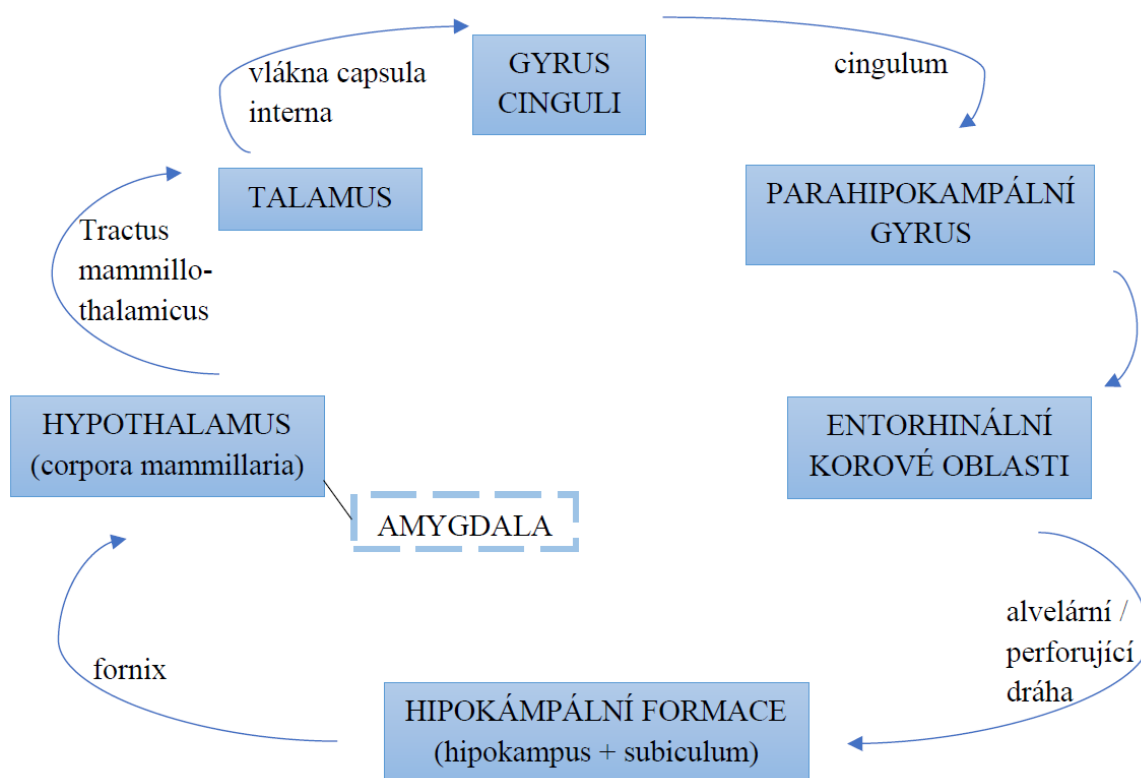 GYRUS
CINGULI
vlákna capsula
interna
cingulum
TALAMUS
PARAHIPOKAMPÁLNÍ
GYRUS
Tractus
mammillo-
thalamicus
HYPOTHALAMUS
(corpora mammillaria)
ENTORHINÁLNÍ
KOROVÉ OBLASTI
AMYGDALA
alvelární /
perforující
dráha
fornix
HIPOKÁMPÁLNÍ FORMACE
(hipokampus + subiculum)